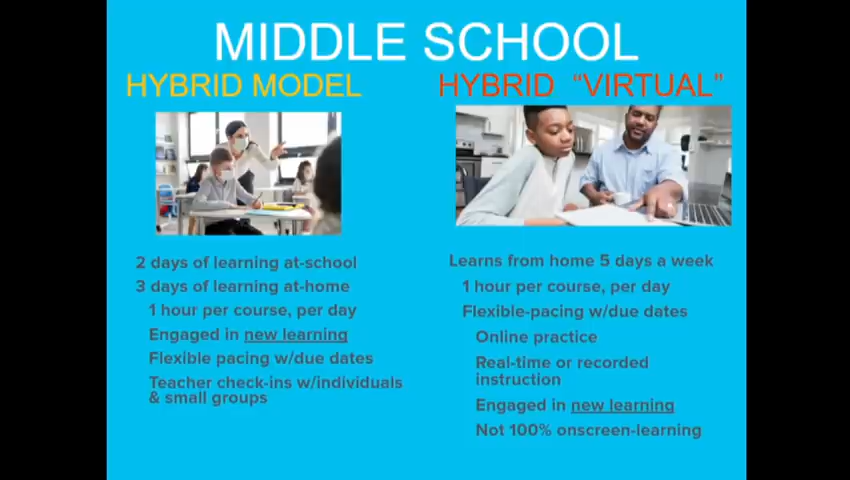 MIDDLE SCHOOL
HYBRID MODEL
2 days of learning at-school
3 days of learning at-home
1 hour per course, per day
Engaged in new learning
Flexible pacing w/due dates
Teacher check-ins w/individuals
& small groups
HYBRID “VIRTUAL”
Learns from home 5 days a week
1 hour per course, per day
Flexible-pacing w/due dates
Online practice
Real-time or recorded
instruction
Engaged in new learning
Not 100% onscreen-learning